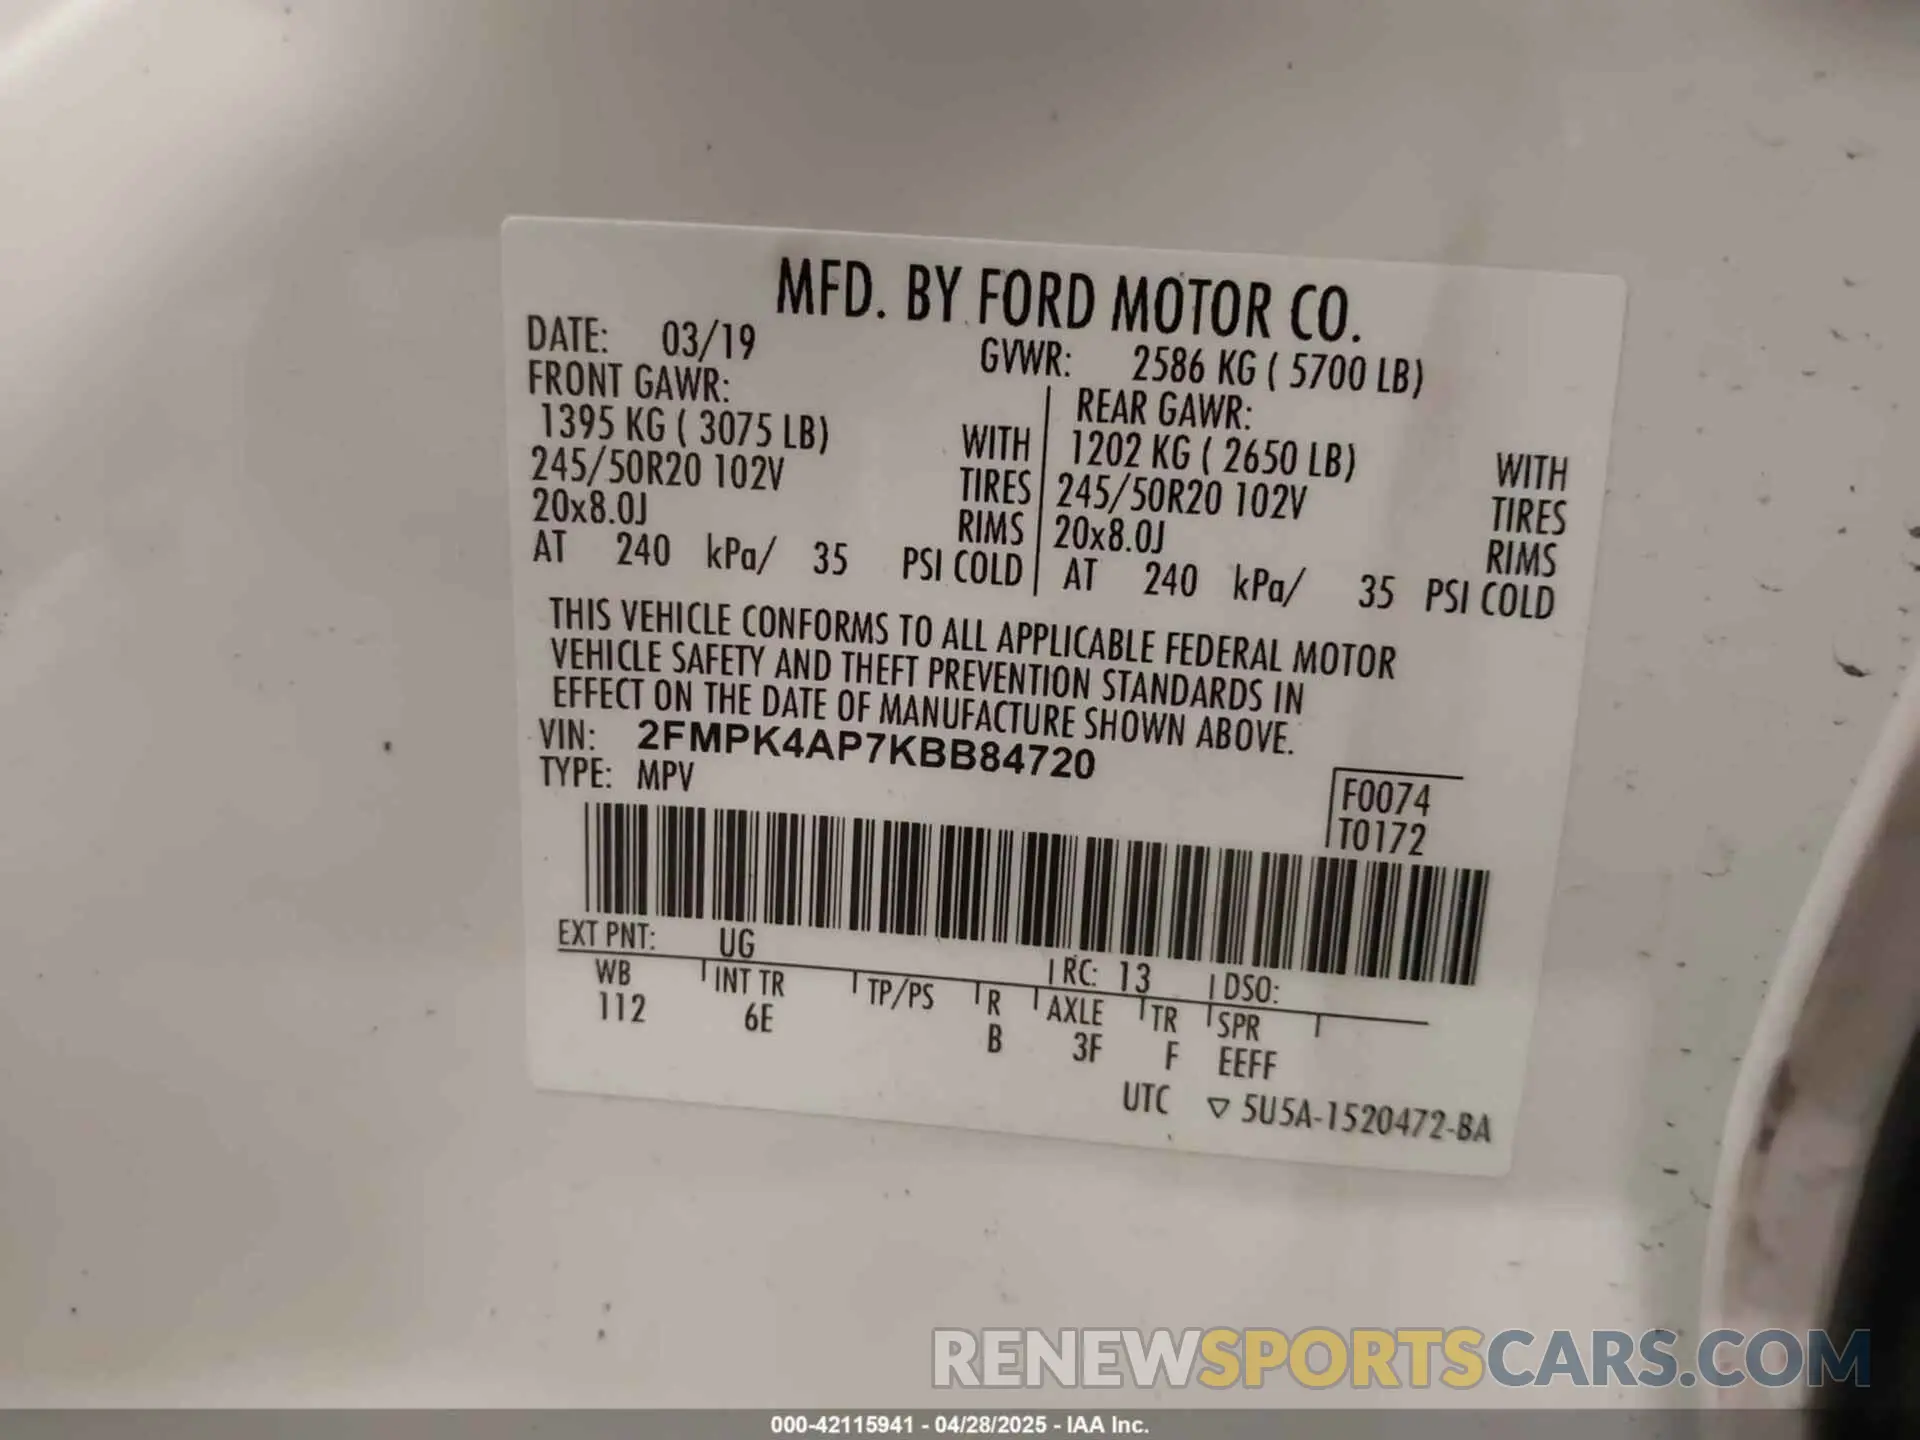 MFD. BY FORD MOTOR CO.
DATE: 03/19 GVWR: 2586 KG ( 5700 LB)
FRONT GAWR: REAR GAWR:
1395 KG ( 3075 LB) WITH 1202 KG ( 2650 LB) WITH
245/50R20 102V TIRES 245/50R20 102V TIRES
20x8.0J RIMS 20x8.0J RIMS
AT 240 kPa/ 35 PSI COLD AT 240 kPa/ 35 PSI COLD
THIS VEHICLE CONFORMS TO ALL APPLICABLE FEDERAL MOTOR
VEHICLE SAFETY AND THEFT PREVENTION STANDARDS IN
EFFECT ON THE DATE OF MANUFACTURE SHOWN ABOVE.
VIN: 2FMPK4AP7KBB84720
TYPE: MPV
F0074
T0172
EXT PNT: UG RC: 13 DSO:
WB INT TR TP/PS R AXLE TR SPR
112 6E B 3F F EEFF
UTC ▽ 5U5A-1520472-BA
RENEWSPORTSCARS.COM
000-42115941 - 04/28/2025 - IAA Inc.